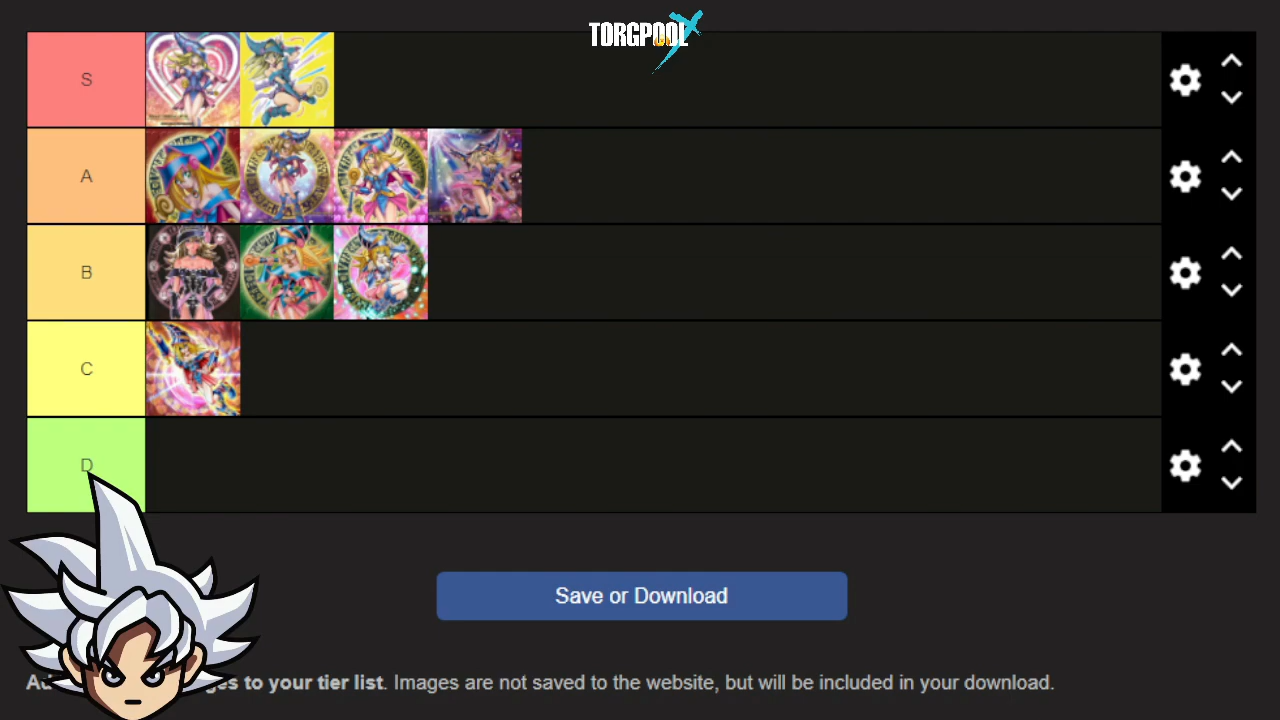 TORGPOOL
S
A
B
C
D
Save or Download
to your tier list. Images are not saved to the website, but will be included in your download.